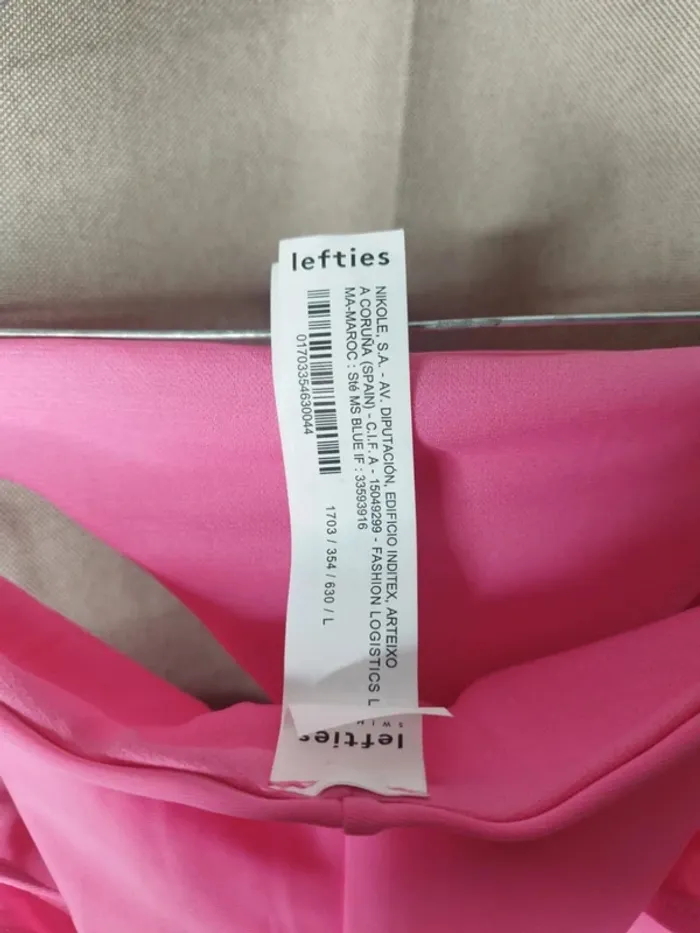 lefties
NIKOLE, S.A. - AV. DIPUTACIÓN, EDIFICIO INDITEX, ARTEIXO
A CORUÑA (SPAIN) - C.I.F. A - 15049299 - FASHION LOGISTICS L
MA-MAROC : Sté MS BLUE IF : 33593916
01703354630044
1703 / 354 / 630 / L
lefties